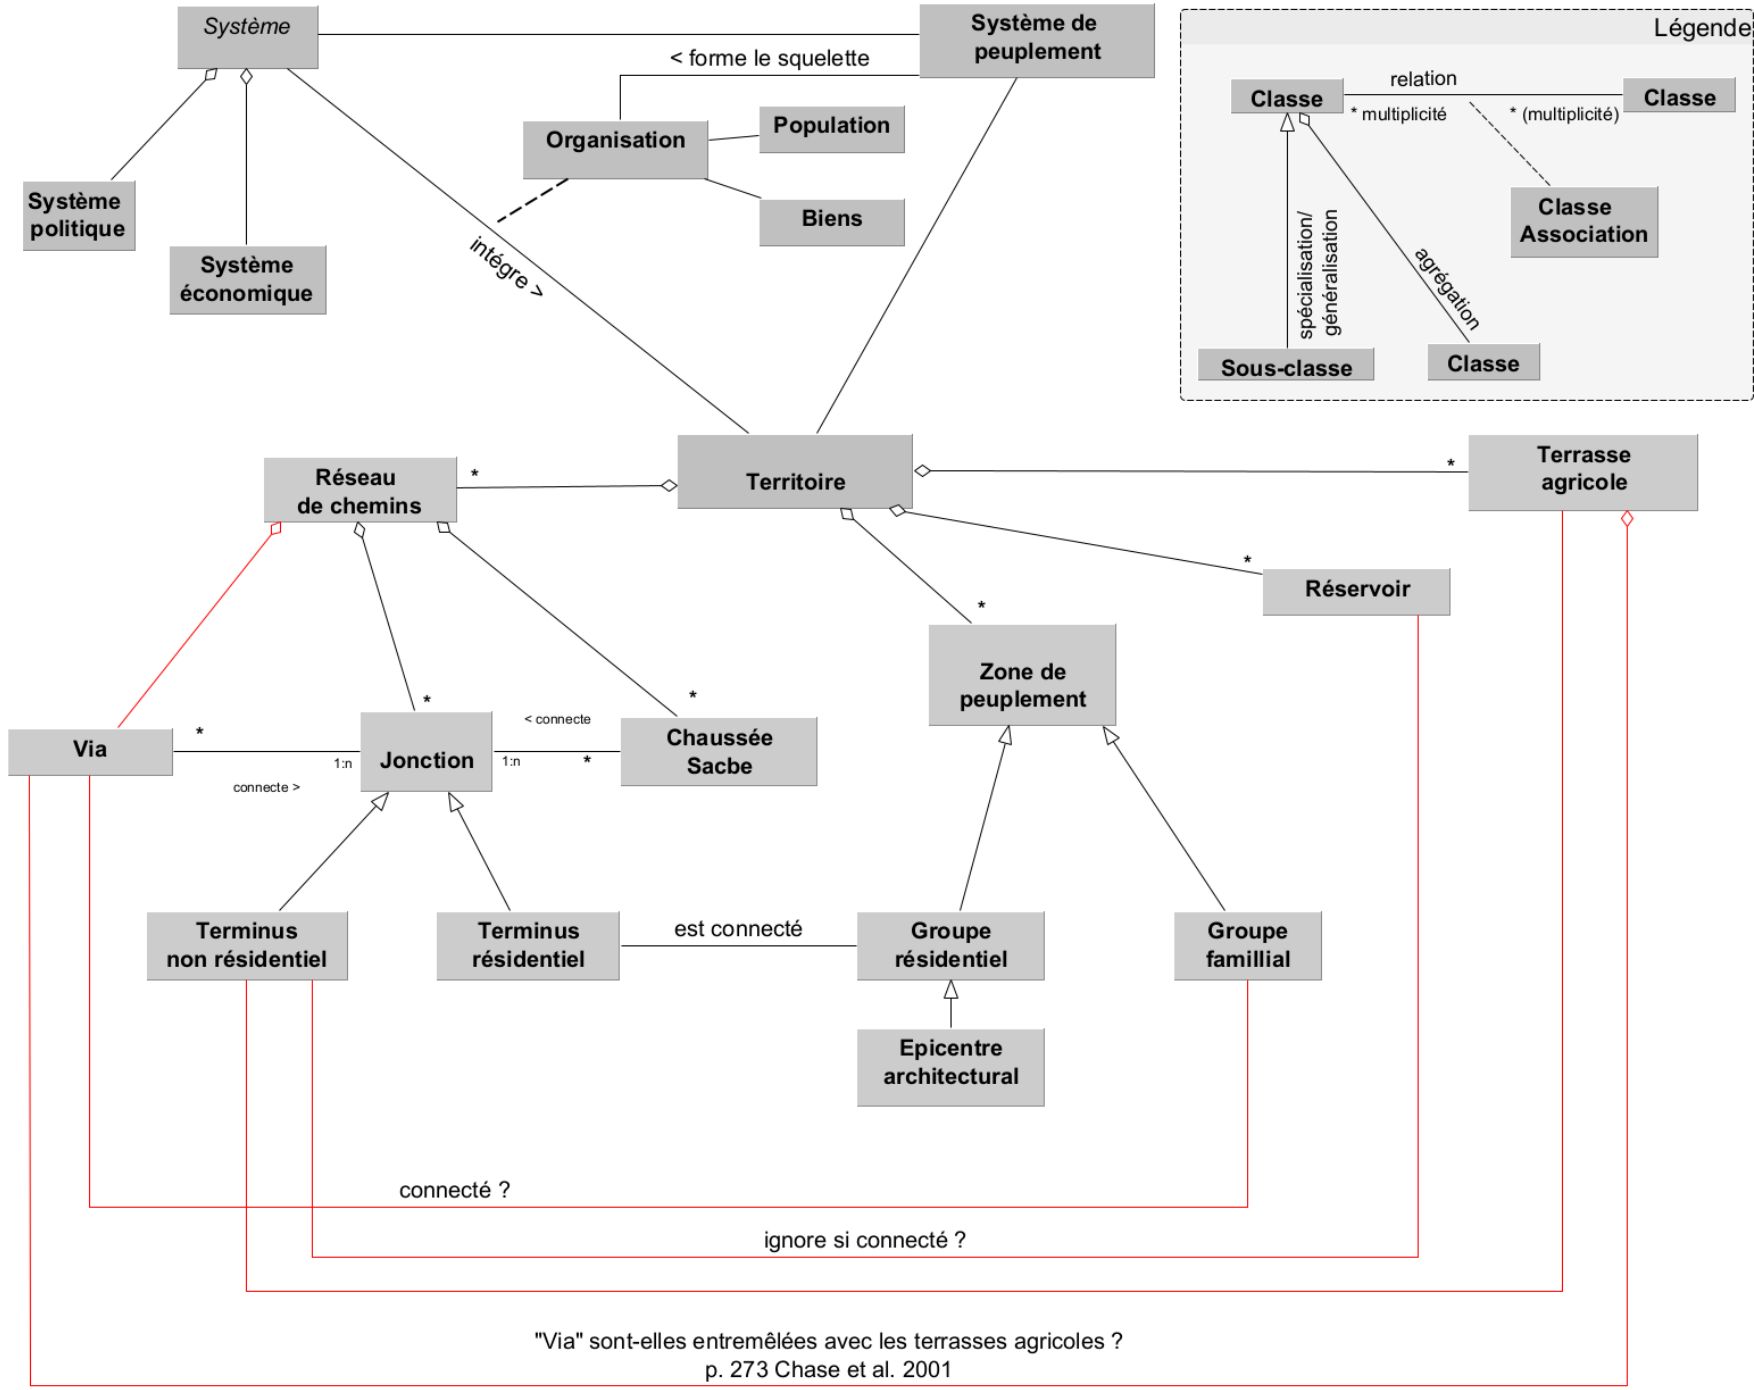 Système
Système de
peuplement
< forme le squelette
Organisation
Population
Biens
Système
politique
Système
économique
intégre >
Légende
Classe
relation
Classe
* multiplicité
* (multiplicité)
Classe
Association
spécialisation/
généralisation
agrégation
Sous-classe
Classe
Réseau
de chemins
*
Territoire
*
Terrasse
agricole
*
Réservoir
*
Zone de
peuplement
*
*
Via
*
connecte >
1:n
Jonction
< connecte
1:n
*
Chaussée
Sacbe
Terminus
non résidentiel
Terminus
résidentiel
est connecté
Groupe
résidentiel
Groupe
famillial
Epicentre
architectural
connecté ?
ignore si connecté ?
"Via" sont-elles entremêlées avec les terrasses agricoles ?
p. 273 Chase et al. 2001